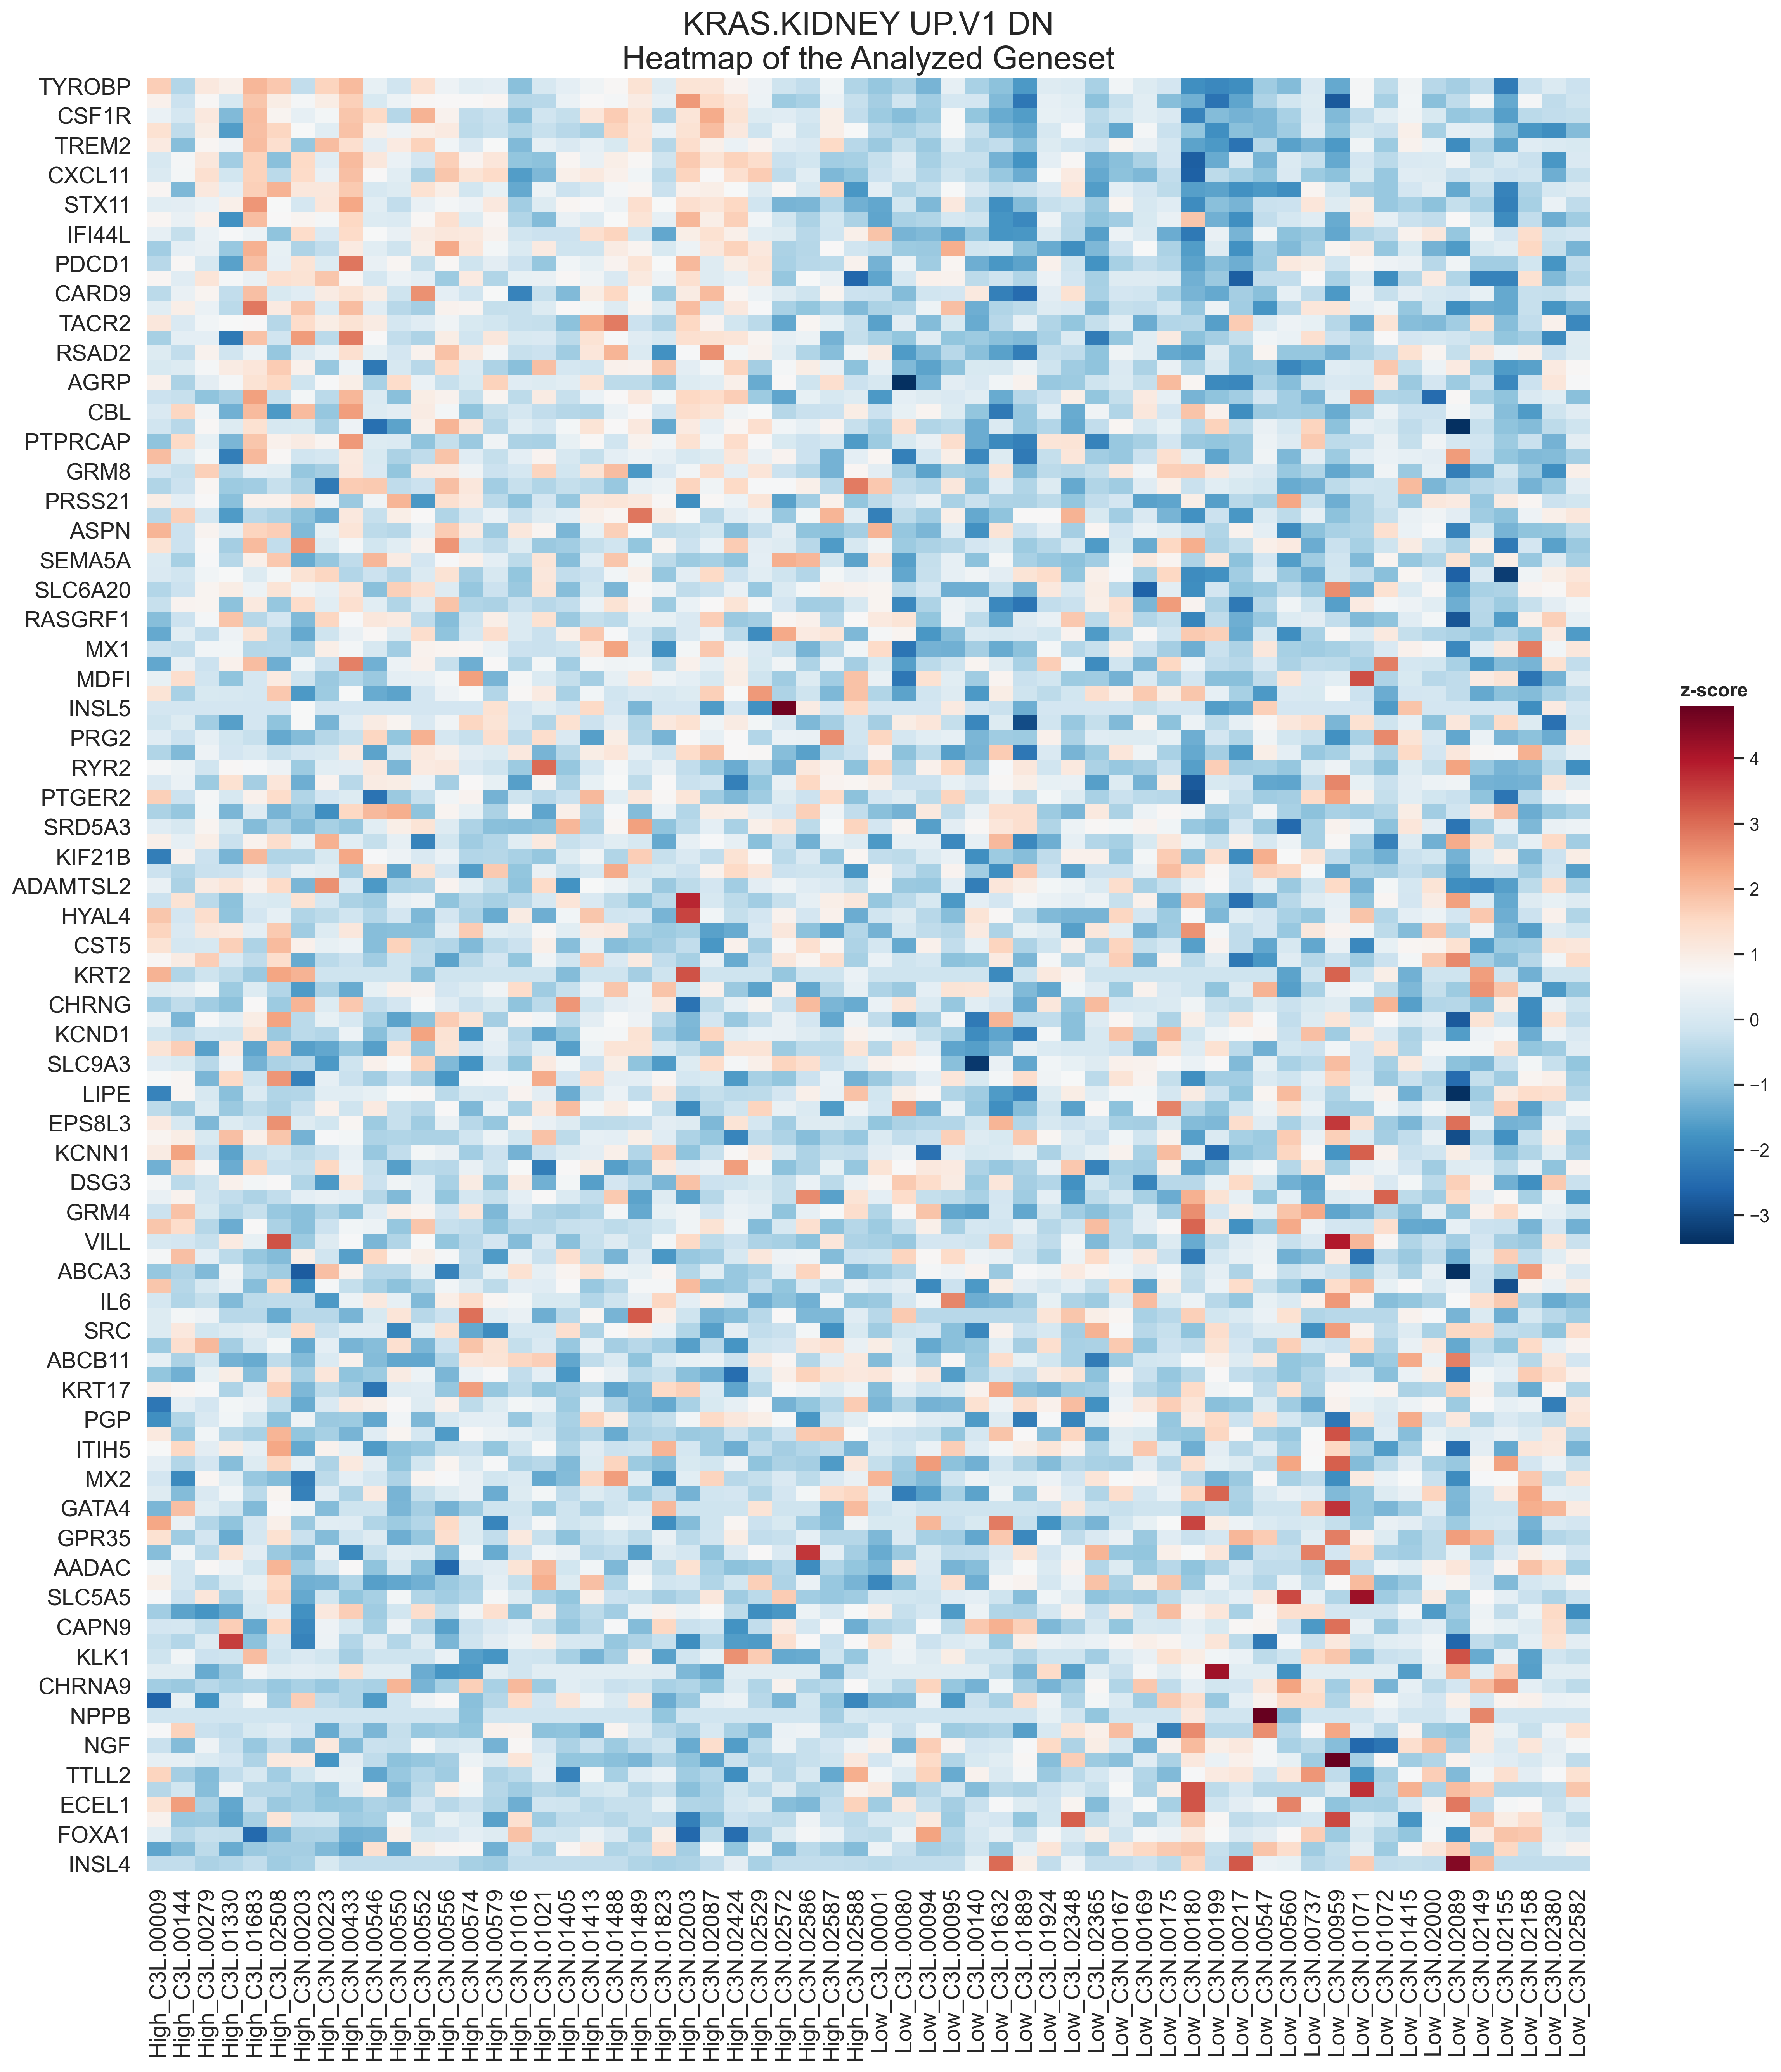 KRAS.KIDNEY UP.V1 DN
Heatmap of the Analyzed Geneset
TYROBP
CSF1R
TREM2
CXCL11
STX11
IFI44L
PDCD1
CARD9
TACR2
RSAD2
AGRP
CBL
PTPRCAP
GRM8
PRSS21
ASPN
SEMA5A
SLC6A20
RASGRF1
MX1
MDFI
INSL5
PRG2
RYR2
PTGER2
SRD5A3
KIF21B
ADAMTSL2
HYAL4
CST5
KRT2
CHRNG
KCND1
SLC9A3
LIPE
EPS8L3
KCNN1
DSG3
GRM4
VILL
ABCA3
IL6
SRC
ABCB11
KRT17
PGP
ITIH5
MX2
GATA4
GPR35
AADAC
SLC5A5
CAPN9
KLK1
CHRNA9
NPPB
NGF
TTLL2
ECEL1
FOXA1
INSL4
z-score
4
3
2
1
0
−1
−2
−3
High_C3L.00009
High_C3L.00144
High_C3L.00279
High_C3L.01330
High_C3L.01683
High_C3L.02508
High_C3N.00203
High_C3N.00223
High_C3N.00433
High_C3N.00546
High_C3N.00550
High_C3N.00552
High_C3N.00556
High_C3N.00574
High_C3N.00579
High_C3N.01016
High_C3N.01021
High_C3N.01405
High_C3N.01413
High_C3N.01488
High_C3N.01489
High_C3N.01823
High_C3N.02003
High_C3N.02087
High_C3N.02424
High_C3N.02529
High_C3N.02572
High_C3N.02586
High_C3N.02587
High_C3N.02588
Low_C3L.00001
Low_C3L.00080
Low_C3L.00094
Low_C3L.00095
Low_C3L.00140
Low_C3L.01632
Low_C3L.01889
Low_C3L.01924
Low_C3L.02348
Low_C3L.02365
Low_C3N.00167
Low_C3N.00169
Low_C3N.00175
Low_C3N.00180
Low_C3N.00199
Low_C3N.00217
Low_C3N.00547
Low_C3N.00560
Low_C3N.00737
Low_C3N.00959
Low_C3N.01071
Low_C3N.01072
Low_C3N.01415
Low_C3N.02000
Low_C3N.02089
Low_C3N.02149
Low_C3N.02155
Low_C3N.02158
Low_C3N.02380
Low_C3N.02582